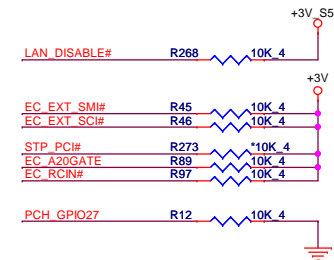 +3V_S5
LAN_DISABLE# R268 10K_4
+3V
EC_EXT_SMI# R45 10K_4
EC_EXT_SCI# R46 10K_4
STP_PCI# R273 *10K_4
EC_A20GATE R89 10K_4
EC_RCIN# R97 10K_4
PCH_GPIO27 R12 10K_4